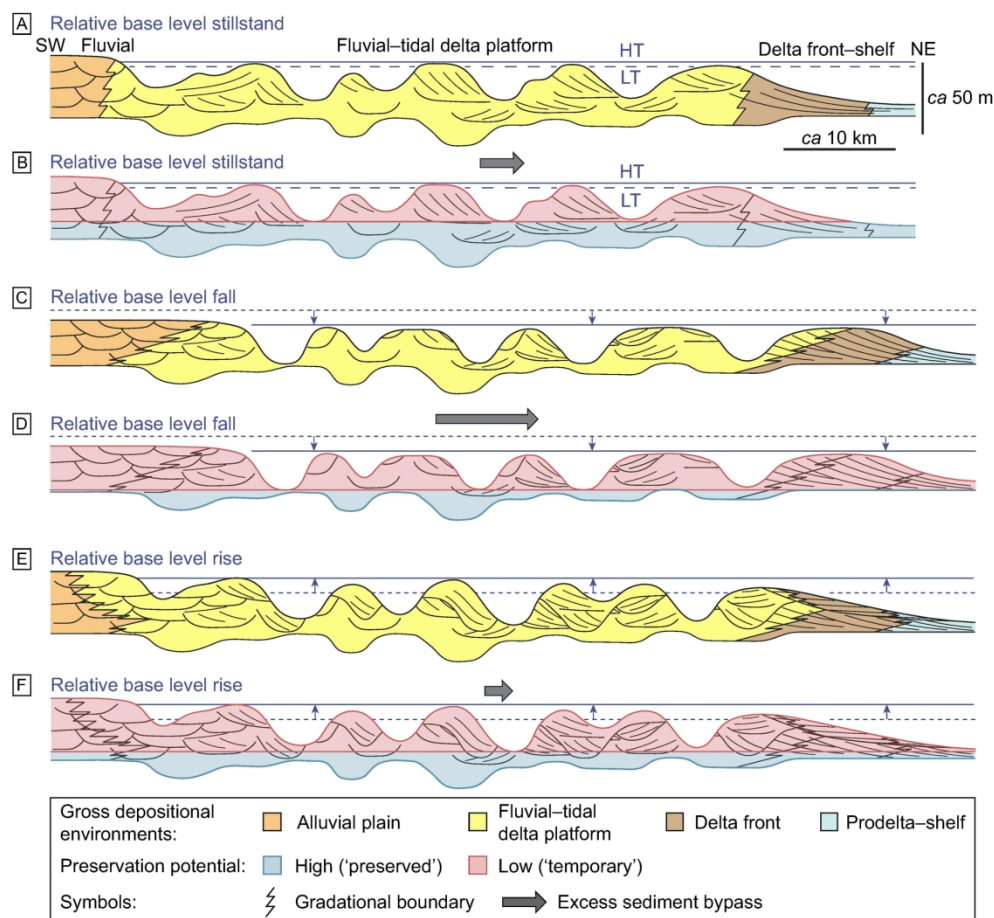 A Relative base level stillstand
SW Fluvial Fluvial–tidal delta platform HT Delta front–shelf NE
LT
ca 50 m
ca 10 km
B Relative base level stillstand
HT
LT
C Relative base level fall
D Relative base level fall
E Relative base level rise
F Relative base level rise
Gross depositional environments: Alluvial plain Fluvial–tidal delta platform Delta front Prodelta–shelf
Preservation potential: High (‘preserved’) Low (‘temporary’)
Symbols: Gradational boundary Excess sediment bypass